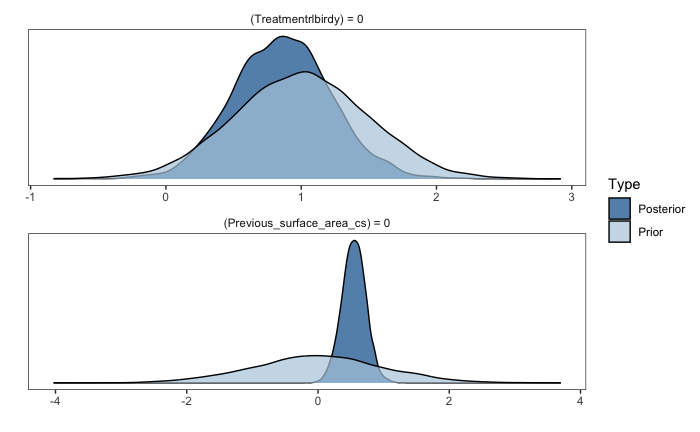 (Treatmentrlbirdy) = 0
-1 0 1 2 3
(Previous_surface_area_cs) = 0
-4 -2 0 2 4
Type
Posterior
Prior